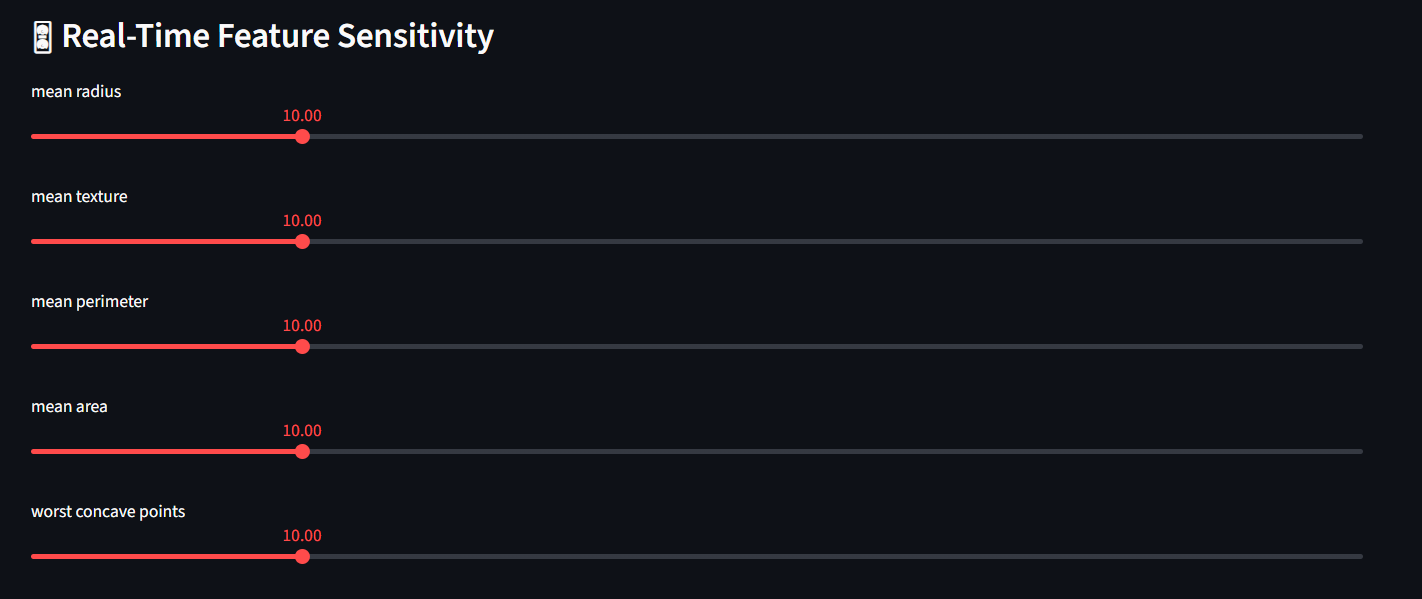 Real-Time Feature Sensitivity
mean radius
10.00
mean texture
10.00
mean perimeter
10.00
mean area
10.00
worst concave points
10.00